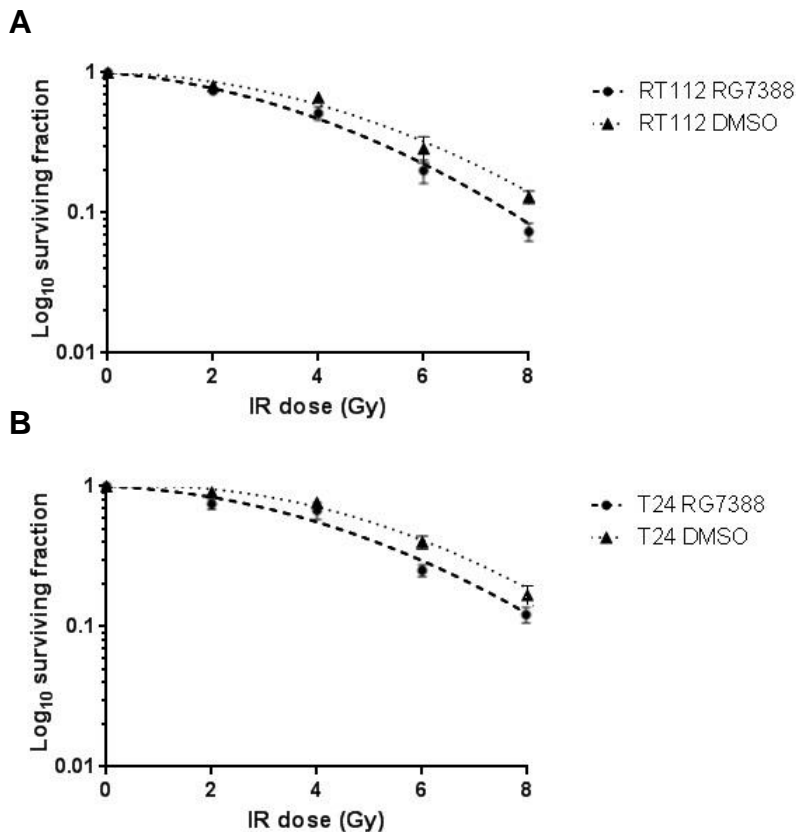 A
Log₁₀ surviving fraction
1
0.1
0.01
0 2 4 6 8
IR dose (Gy)
RT112 RG7388
RT112 DMSO
B
Log₁₀ surviving fraction
1
0.1
0.01
0 2 4 6 8
IR dose (Gy)
T24 RG7388
T24 DMSO